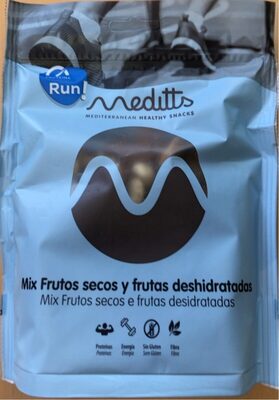 Run!
Meditts
MEDITERRANEAN HEALTHY SNACKS
Mix Frutos secos y frutas deshidratadas
Mix Frutos secos e frutas desidratadas
Proteínas Energía Sin Gluten Fibra
Proteínas Energia Sem Glúten Fibra